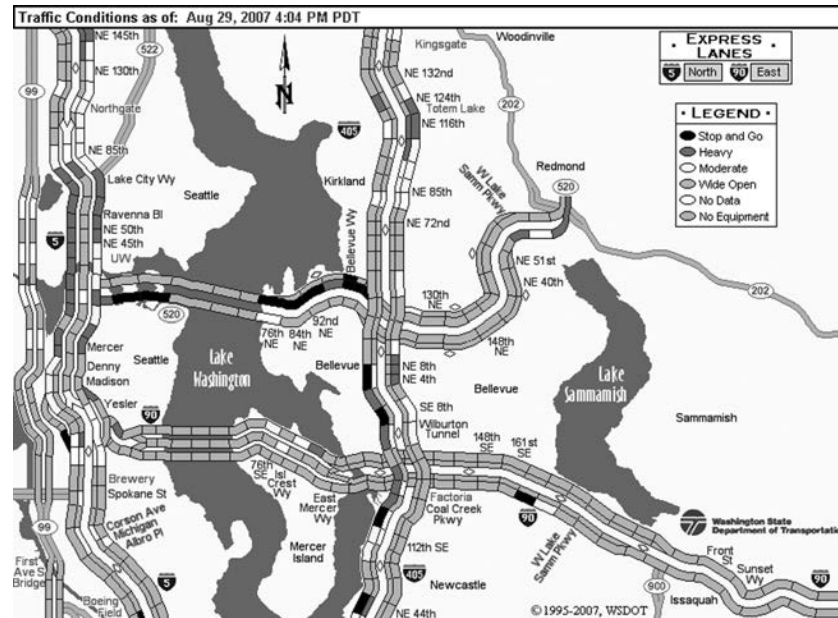 Traffic Conditions as of: Aug 29, 2007 4:04 PM PDT
NE 145th
522
NE 130th
99
Northgate
NE 85th
Lake City Wy
Seattle
Ravenna Bl
NE 50th
NE 45th
UW
5
N
405
Kirkland
Bellevue Wy
Kingsgate
NE 132nd
NE 124th
Totem Lake
NE 116th
NE 85th
NE 72nd
Woodinville
202
W Lake
Samm Pkwy
Redmond
520
NE 51st
NE 40th
202
EXPRESS
LANES
5 North 90 East
LEGEND
Stop and Go
Heavy
Moderate
Wide Open
No Data
No Equipment
520
76th
NE
84th
NE
92nd
NE
130th
NE
148th
NE
Mercer
Denny
Madison
Yesler
Seattle
90
Lake
Washington
Bellevue
NE 8th
NE 4th
SE 8th
Wilburton
Tunnel
Bellevue
Lake
Sammamish
Sammamish
148th
SE
161st
SE
76th
SE
Isl
Crest
Wy
East
Mercer
Wy
Mercer
Island
Brewery
Spokane St
Corson Ave
Michigan
Albro Pl
99
First
Ave S
Bridge
Boeing
Field
5
Factoria
Coal Creek
Pkwy
112th SE
405
Newcastle
NE 44th
90
W Lake
Samm Pkwy
Washington State
Department of Transportatio
Front
St
Sunset
Wy
90
900
Issaquah
©1995-2007, WSDOT